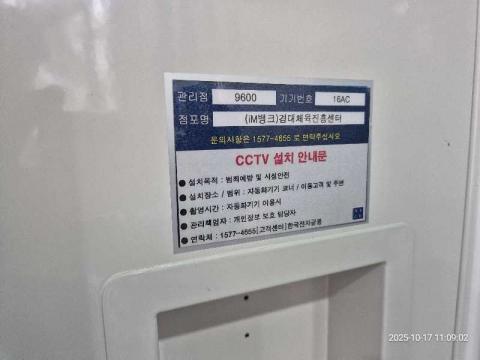 관리점 9600 기기번호 16AC
점포명 (iM뱅크)경대체육진흥센터
문의사항은 1577-4655 로 연락주십시오
CCTV 설치 안내문
● 설치목적 : 범죄예방 및 시설안전
● 설치장소 / 범위 : 자동화기기 코너 / 이용고객 및 주변
● 촬영시간 : 자동화기기 이용시
● 관리책임자 : 개인정보 보호 담당자
● 연락처 : 1577-4655[고객센터]한국전자금융
2025-10-17 11:09:02